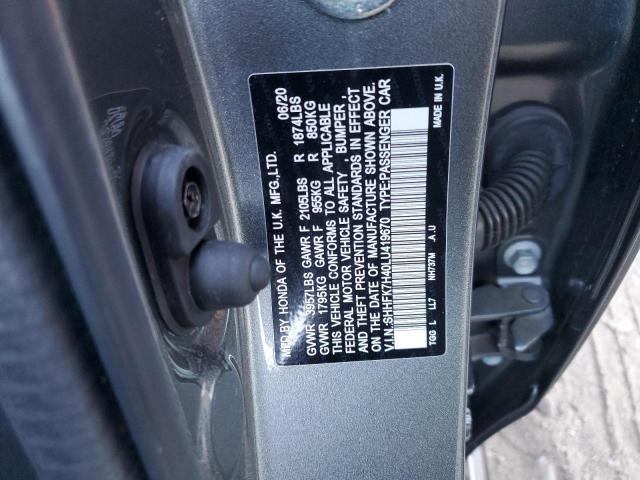 MFD.BY HONDA OF THE U.K. MFG.,LTD. 06/20
GVWR 3957LBS GAWR F 2105LBS R 1874LBS
GVWR 1795KG GAWR F 955KG R 850KG
THIS VEHICLE CONFORMS TO ALL APPLICABLE
FEDERAL MOTOR VEHICLE SAFETY , BUMPER ,
AND THEFT PREVENTION STANDARDS IN EFFECT
ON THE DATE OF MANUFACTURE SHOWN ABOVE.
V.I.N.:SHHFK7H40LU419670 TYPE:PASSENGER CAR
TGG L LL7 NH737M .A.U MADE IN U.K.